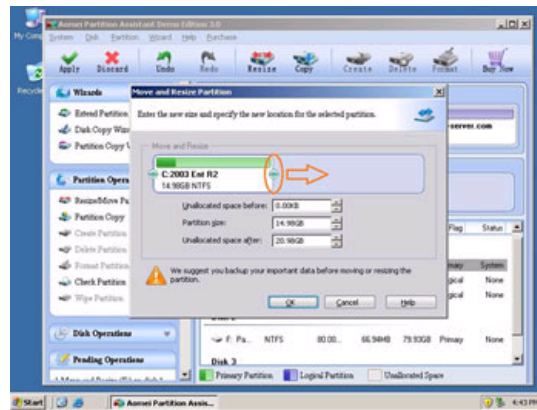 Aomei Partition Assistant Demo Edition 3.0
My Comp
System Disk Partition Wizard Help Purchase
Apply Discard Undo Redo Resize Copy Create Delete Format Buy Now
Recycle
Wizards
Move and Resize Partition
Extend Partition
Enter the new size and specify the new location for the selected partition.
Disk Copy Wiz
-server.com
Partition Copy
Move and Resize
C:2003 Ent R2
14.98GB NTFS
Partition Opera
Resize/Move Pa
Unallocated space before: 0.00KB
Partition Copy
Partition size: 14.98GB
Flag Status
Create Partition
Unallocated space after: 20.98GB
Delete Partition
Format Partition
System
We suggest you backup your important data before moving or resizing the
Check Partition
partition.
None
Wipe Partition
None
OK Cancel Help
Disk Operations
F: Pa... NTFS 80.00... 66.94MB 79.93GB Primary None
Pending Operations
Disk 3
Primary Partition Logical Partition Unallocated Space
Start
Aomei Partition Assis...
4:43 PM